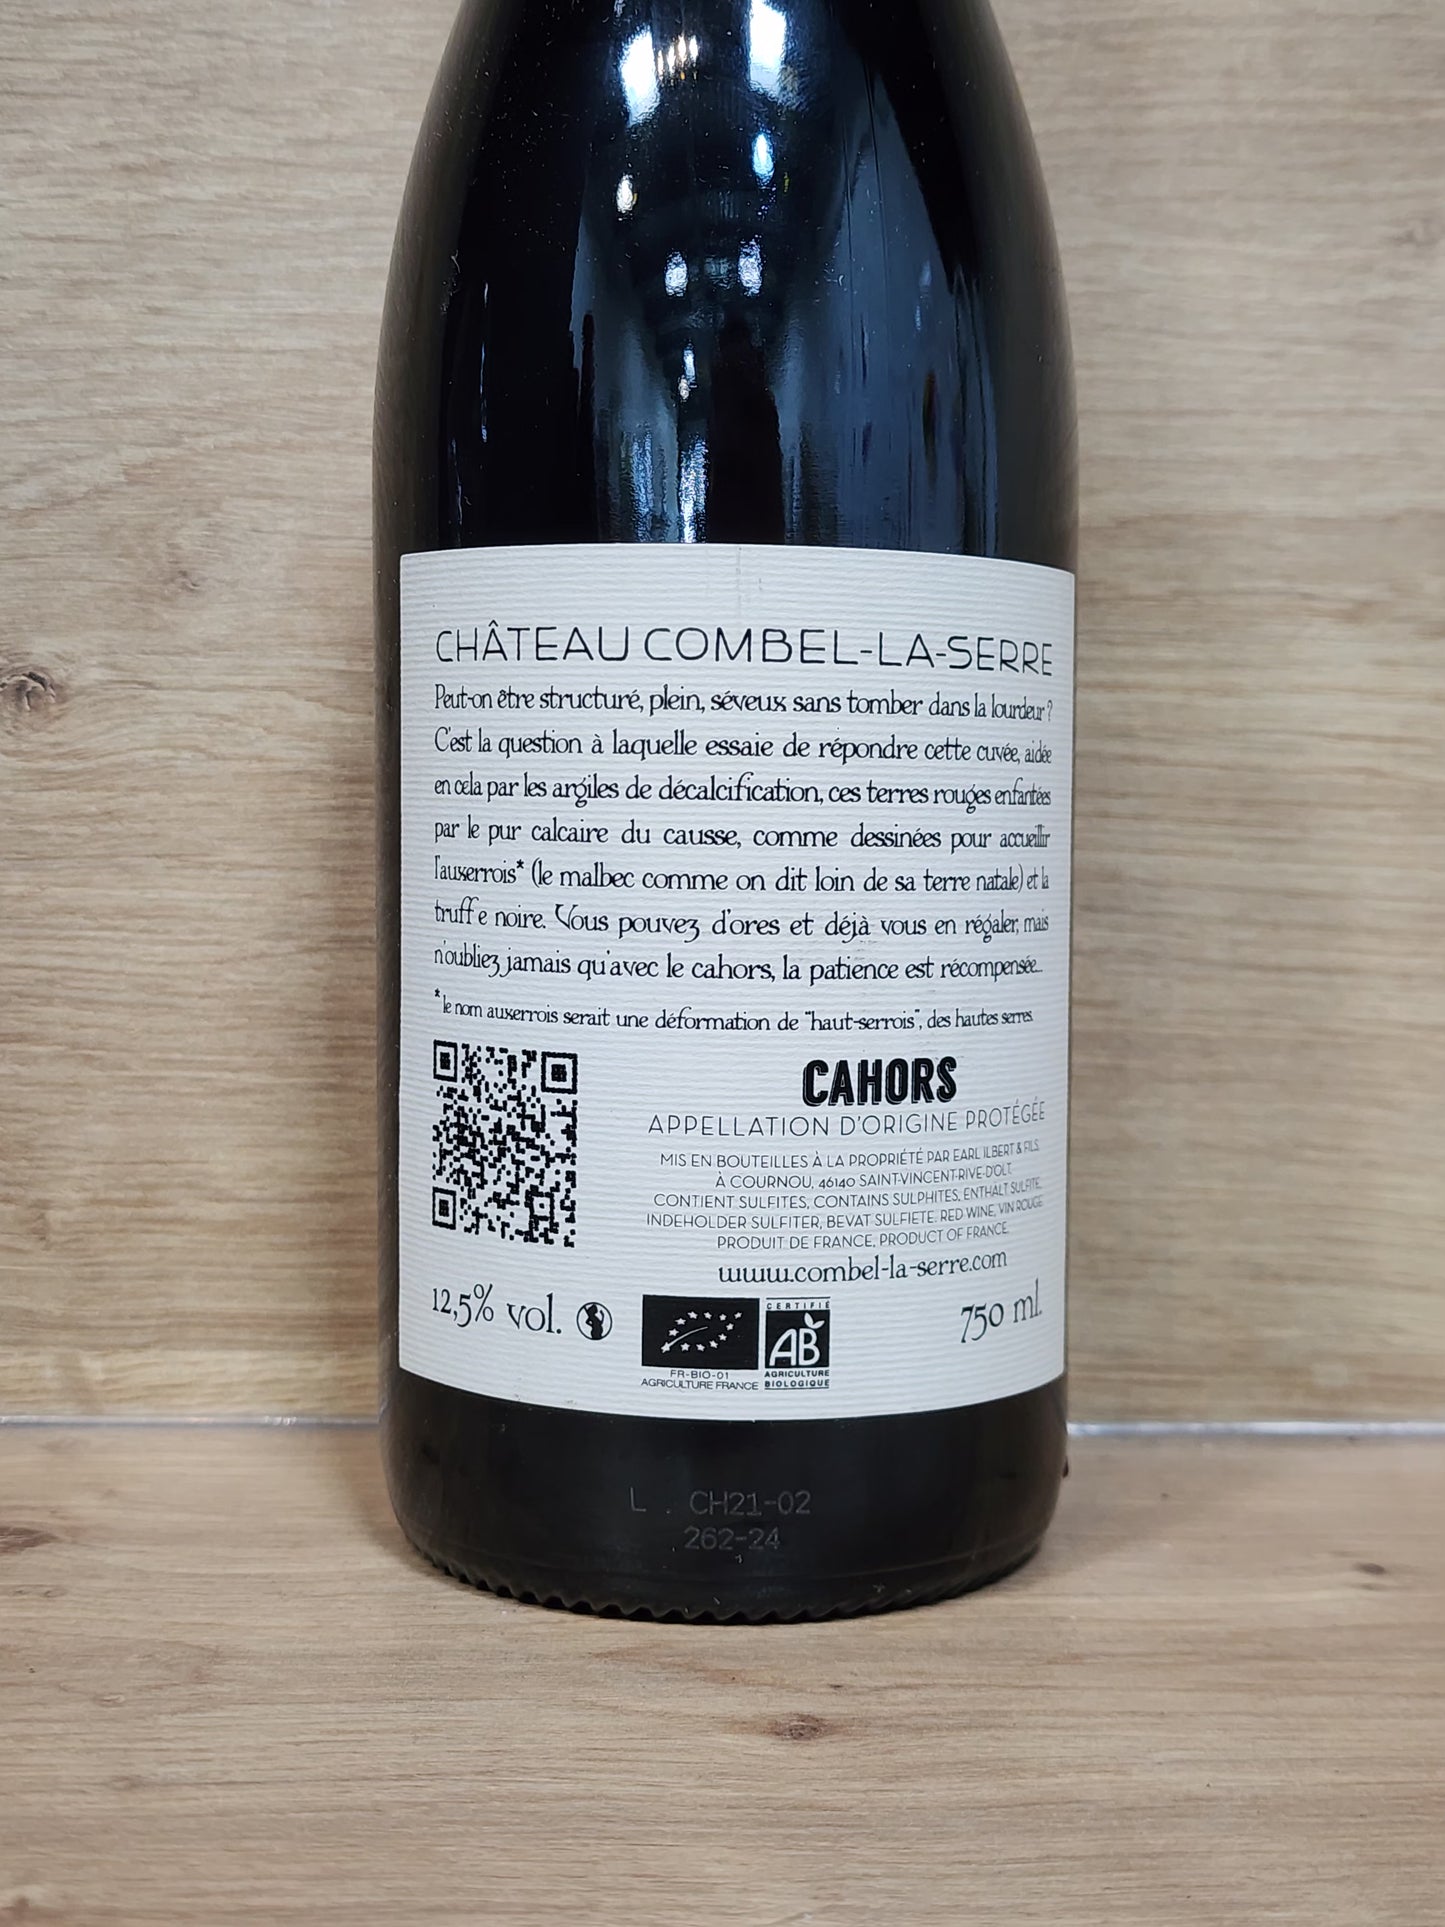 CHÂTEAU COMBEL-LA-SERRE
Peut-on être structuré, plein, séveux sans tomber dans la lourdeur ?
C'est la question à laquelle essaie de répondre cette cuvée, aidée
en cela par les argiles de décalcification, ces terres rouges enfantées
par le pur calcaire du causse, comme dessinées pour accueillir
l'auxerrois* (le malbec comme on dit loin de sa terre natale) et la
truffe noire. Vous pouvez d'ores et déjà vous en régaler, mais
n'oubliez jamais qu'avec le cahors, la patience est récompensée...
*le nom auxerrois serait une déformation de "haut-serrois", des hautes serres.
CAHORS
APPELLATION D'ORIGINE PROTÉGÉE
MIS EN BOUTEILLES À LA PROPRIÉTÉ PAR EARL ILBERT & FILS
À COURNOU, 46140 SAINT-VINCENT-RIVE-D'OLT.
CONTIENT SULFITES, CONTAINS SULPHITES, ENTHÄLT SULFITE,
INDEHOLDER SULFITER, BEVAT SULFIETE. RED WINE, VIN ROUGE
PRODUIT DE FRANCE, PRODUCT OF FRANCE.
www.combel-la-serre.com
12,5% vol.
750 ml.
CERTIFIÉ
AB
FR-BIO-01
AGRICULTURE FRANCE
AGRICULTURE
BIOLOGIQUE
L . CH21-02
262-24